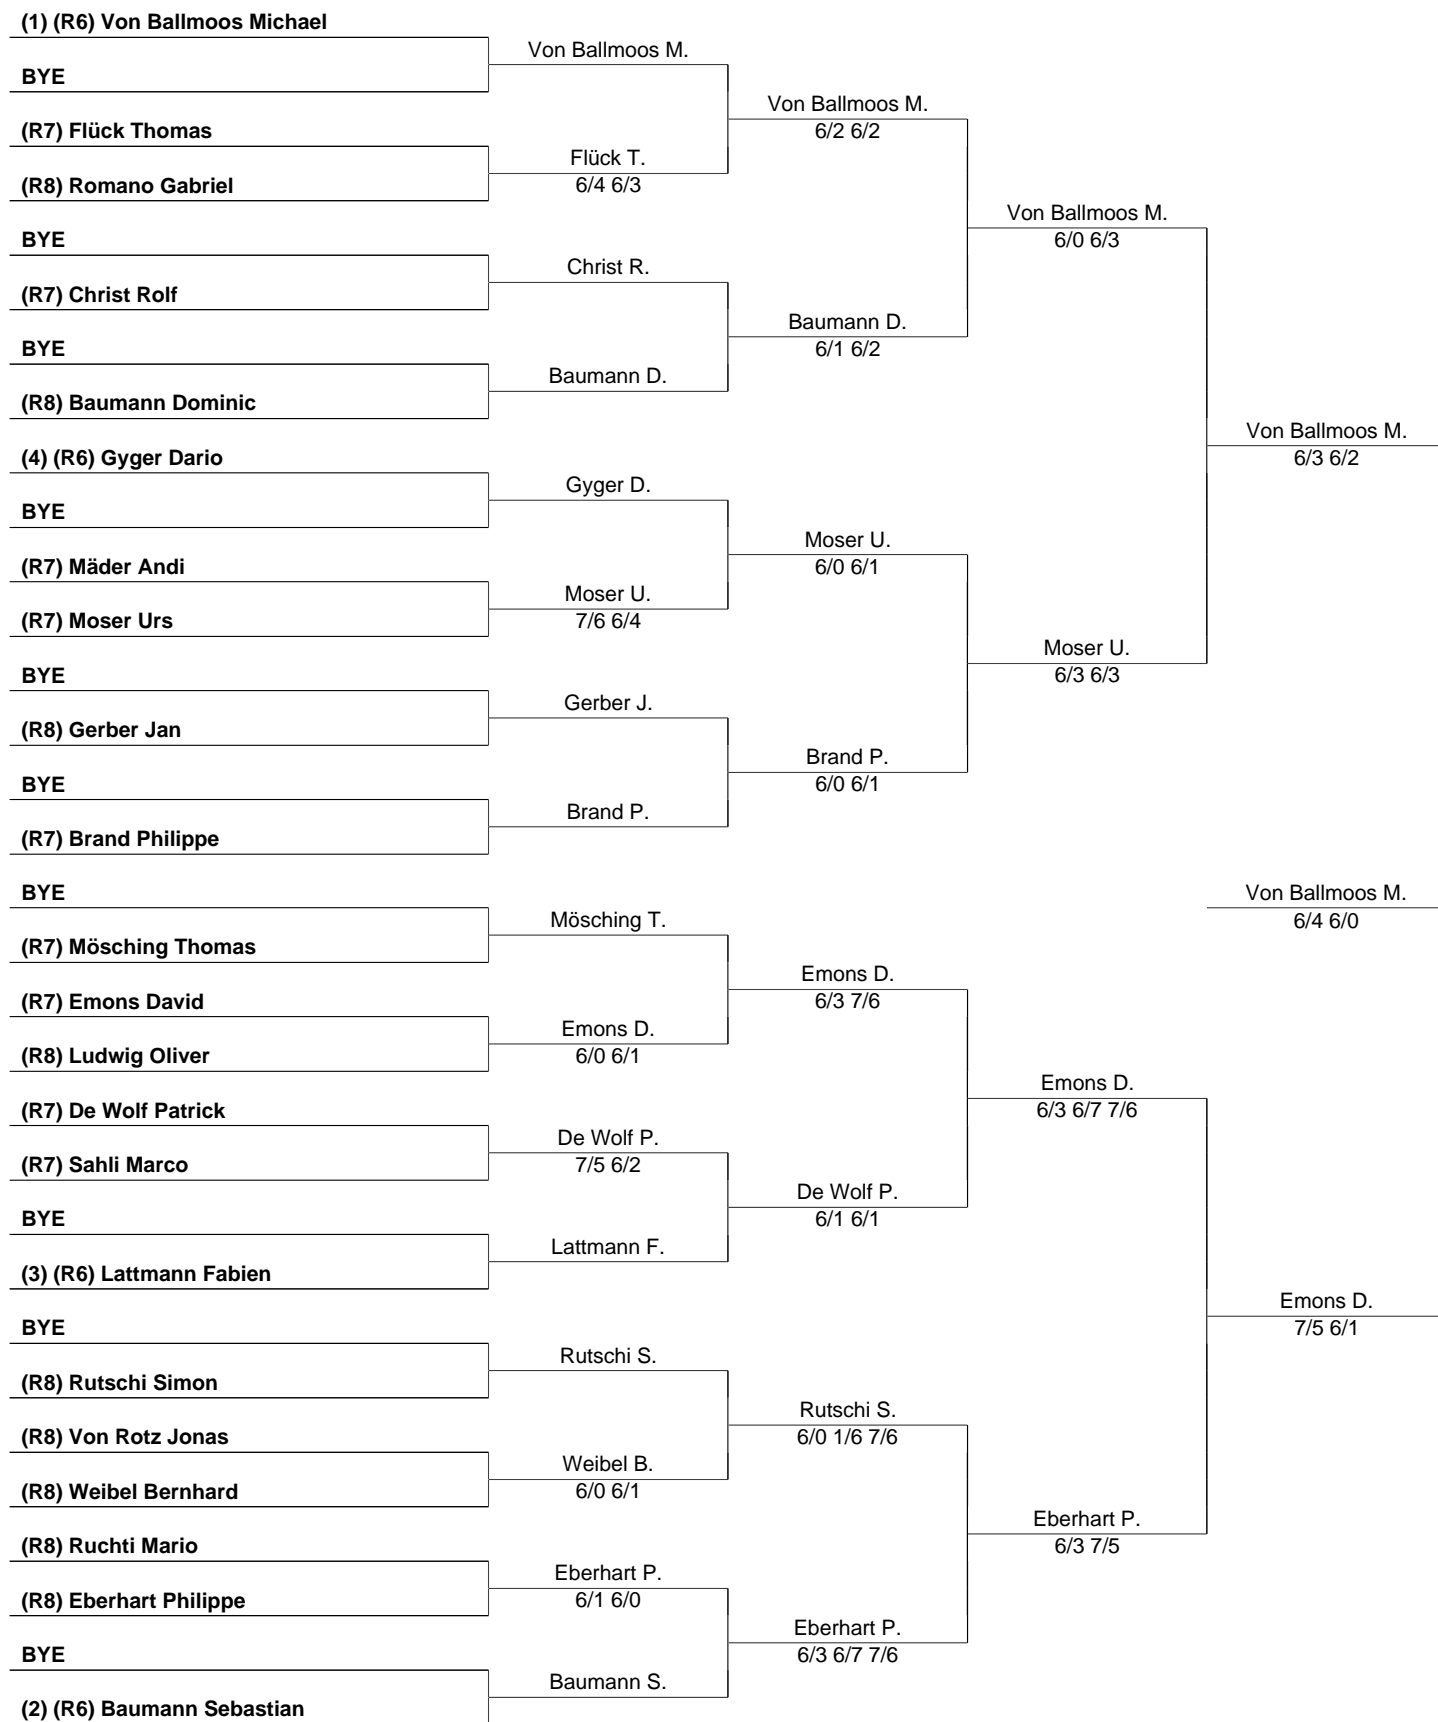 (1) (R6) Von Ballmoos Michael
Von Ballmoos M.
BYE
Von Ballmoos M.
6/2 6/2
(R7) Flück Thomas
Flück T.
6/4 6/3
(R8) Romano Gabriel
Von Ballmoos M.
6/0 6/3
BYE
Christ R.
(R7) Christ Rolf
Baumann D.
6/1 6/2
BYE
Baumann D.
(R8) Baumann Dominic
Von Ballmoos M.
6/3 6/2
(4) (R6) Gyger Dario
Gyger D.
BYE
Moser U.
6/0 6/1
(R7) Mäder Andi
Moser U.
7/6 6/4
(R7) Moser Urs
Moser U.
6/3 6/3
BYE
Gerber J.
(R8) Gerber Jan
Brand P.
6/0 6/1
BYE
Brand P.
(R7) Brand Philippe
BYE
Von Ballmoos M.
6/4 6/0
Mösching T.
(R7) Mösching Thomas
Emons D.
6/3 7/6
(R7) Emons David
Emons D.
6/0 6/1
(R8) Ludwig Oliver
Emons D.
6/3 6/7 7/6
(R7) De Wolf Patrick
De Wolf P.
7/5 6/2
(R7) Sahli Marco
De Wolf P.
6/1 6/1
BYE
Lattmann F.
(3) (R6) Lattmann Fabien
Emons D.
7/5 6/1
BYE
Rutschi S.
(R8) Rutschi Simon
Rutschi S.
6/0 1/6 7/6
(R8) Von Rotz Jonas
Weibel B.
6/0 6/1
(R8) Weibel Bernhard
Eberhart P.
6/3 7/5
(R8) Ruchti Mario
Eberhart P.
6/1 6/0
(R8) Eberhart Philippe
Eberhart P.
6/3 6/7 7/6
BYE
Baumann S.
(2) (R6) Baumann Sebastian